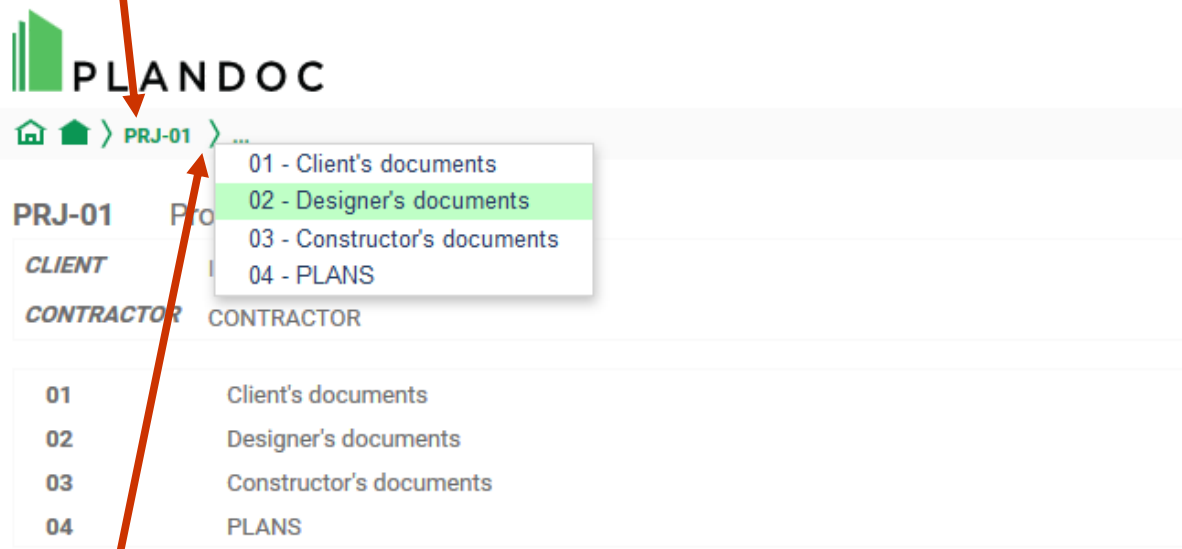 PLANDOC
PRJ-01 〉 ...
01 - Client's documents
02 - Designer's documents
03 - Constructor's documents
04 - PLANS
PRJ-01
CLIENT
CONTRACTOR CONTRACTOR
01 Client's documents
02 Designer's documents
03 Constructor's documents
04 PLANS